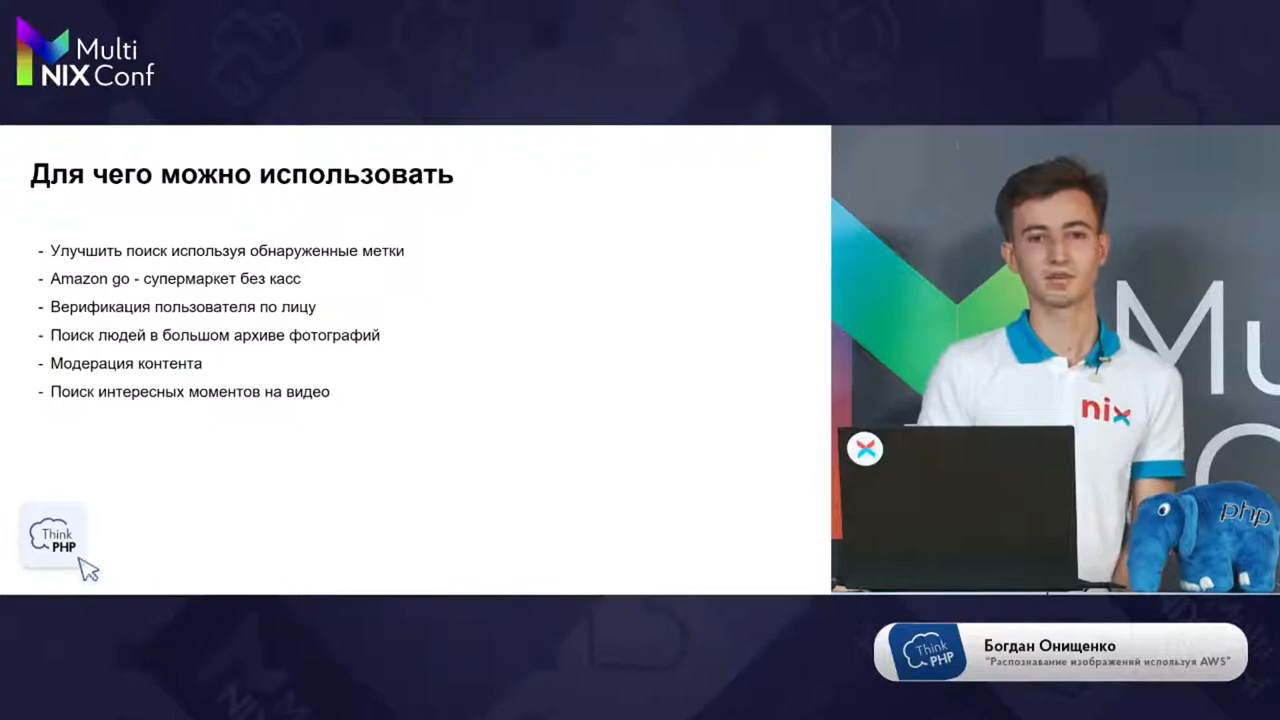 Multi
NIX Conf
Для чего можно использовать
- Улучшить поиск используя обнаруженные метки
- Amazon go - супермаркет без касс
- Верификация пользователя по лицу
- Поиск людей в большом архиве фотографий
- Модерация контента
- Поиск интересных моментов на видео
Think
PHP
Mu
nix
php
Think
PHP
Богдан Онищенко
"Распознавание изображений используя AWS"